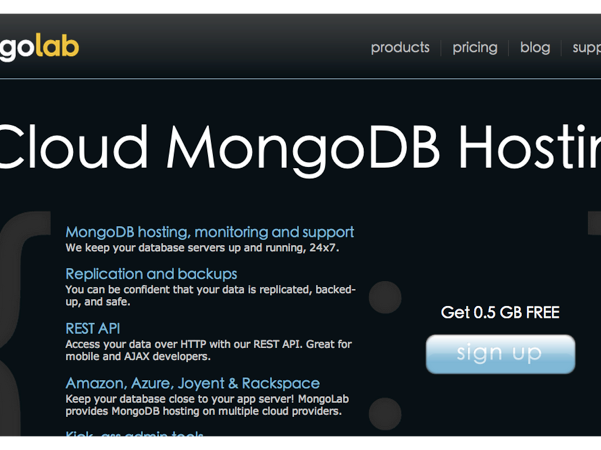 golab
products
pricing
blog
supp
Cloud MongoDB Hostin
MongoDB hosting, monitoring and support
We keep your database servers up and running, 24x7.
Replication and backups
You can be confident that your data is replicated, backed-
up, and safe.
REST API
Access your data over HTTP with our REST API. Great for
mobile and AJAX developers.
Amazon, Azure, Joyent & Rackspace
Keep your database close to your app server! MongoLab
provides MongoDB hosting on multiple cloud providers.
Kick-ass admin tools
Get 0.5 GB FREE
sign up